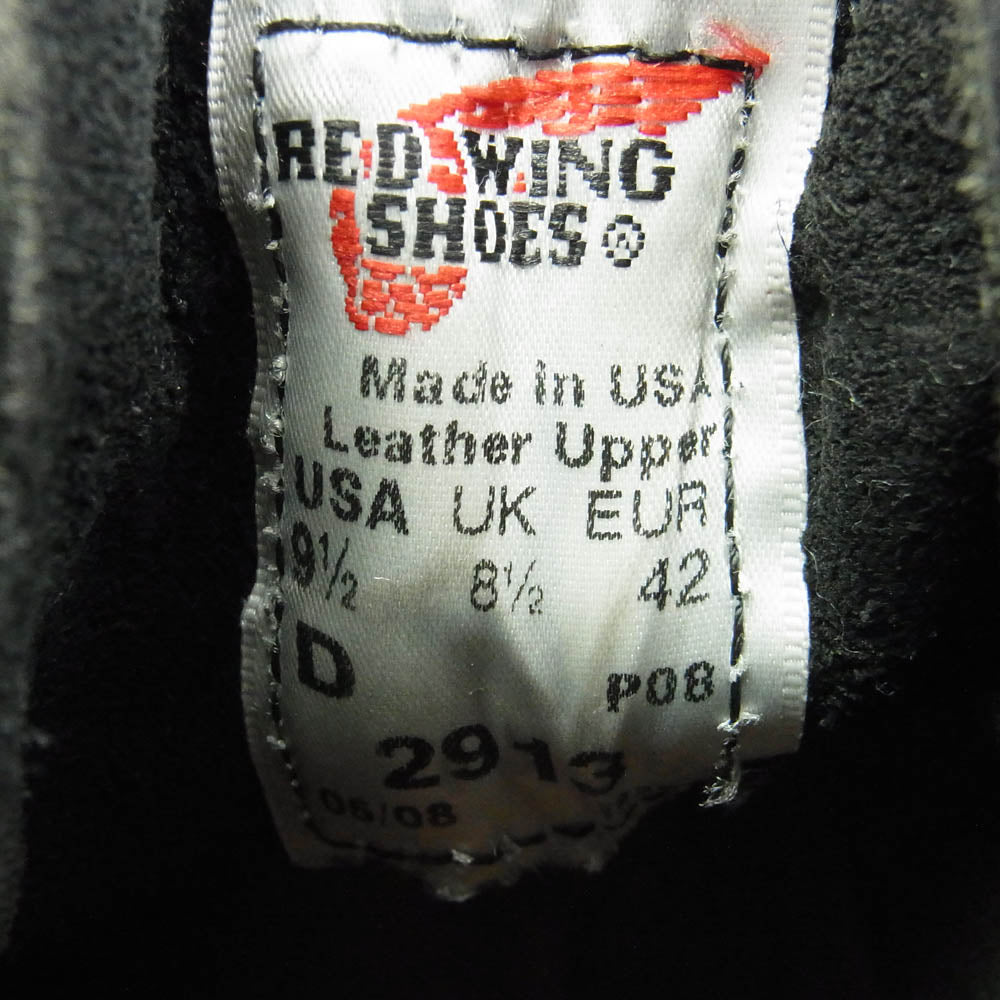 RED WING
SHOES ®
Made in USA
Leather Upper
USA UK EUR
9½ 8½ 42
D P08
2913
06/08